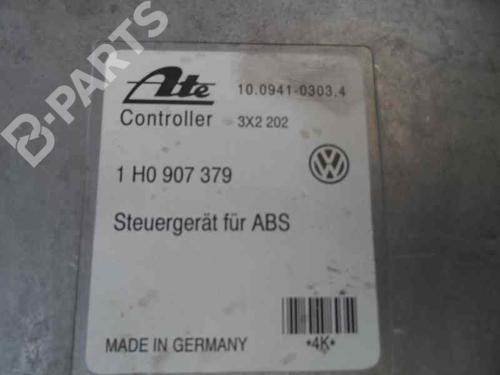 Ate
10.0941-0303.4
Controller 3X2 202
1 H0 907 379
Steuergerät für ABS
MADE IN GERMANY
*4K*
B-PARTS
B-PARTS